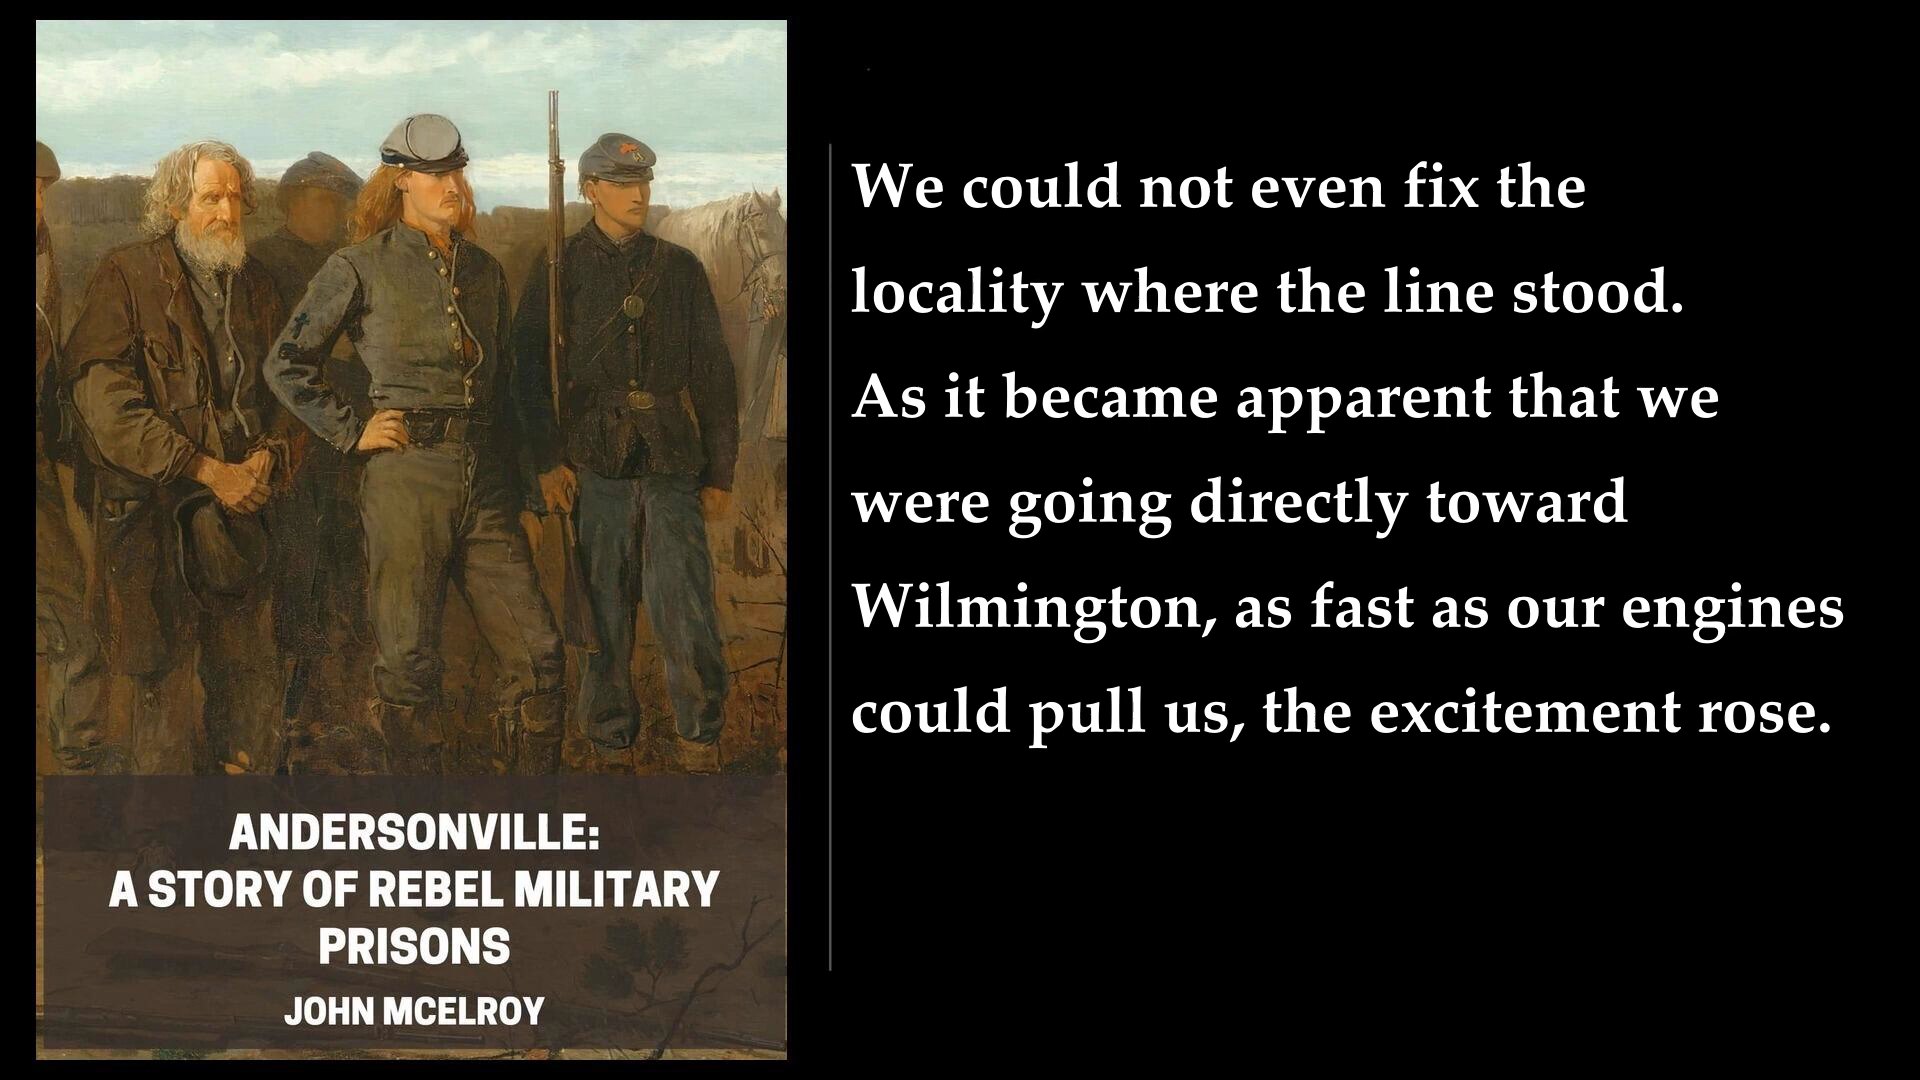 ANDERSONVILLE:
A STORY OF REBEL MILITARY
PRISONS
JOHN MCELROY
We could not even fix the
locality where the line stood.
As it became apparent that we
were going directly toward
Wilmington, as fast as our engines
could pull us, the excitement rose.